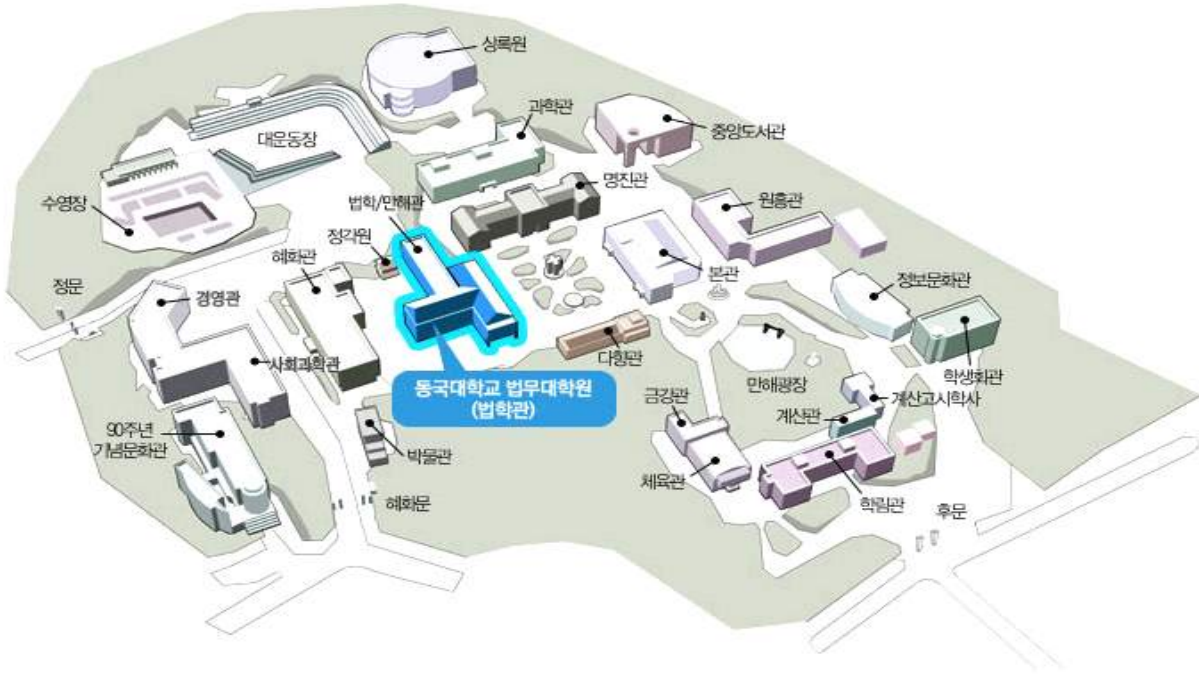 상록원
과학관
중앙도서관
대운동장
명진관
수영장
법학/만해관
원흥관
정각원
혜화관
본관
정보문화관
정문
경영관
사회과학관
다향관
만해광장
학생회관
동국대학교 법무대학원
(법학관)
금강관
계산고시학사
계산관
90주년
기념문화관
박물관
체육관
혜화문
학림관
후문